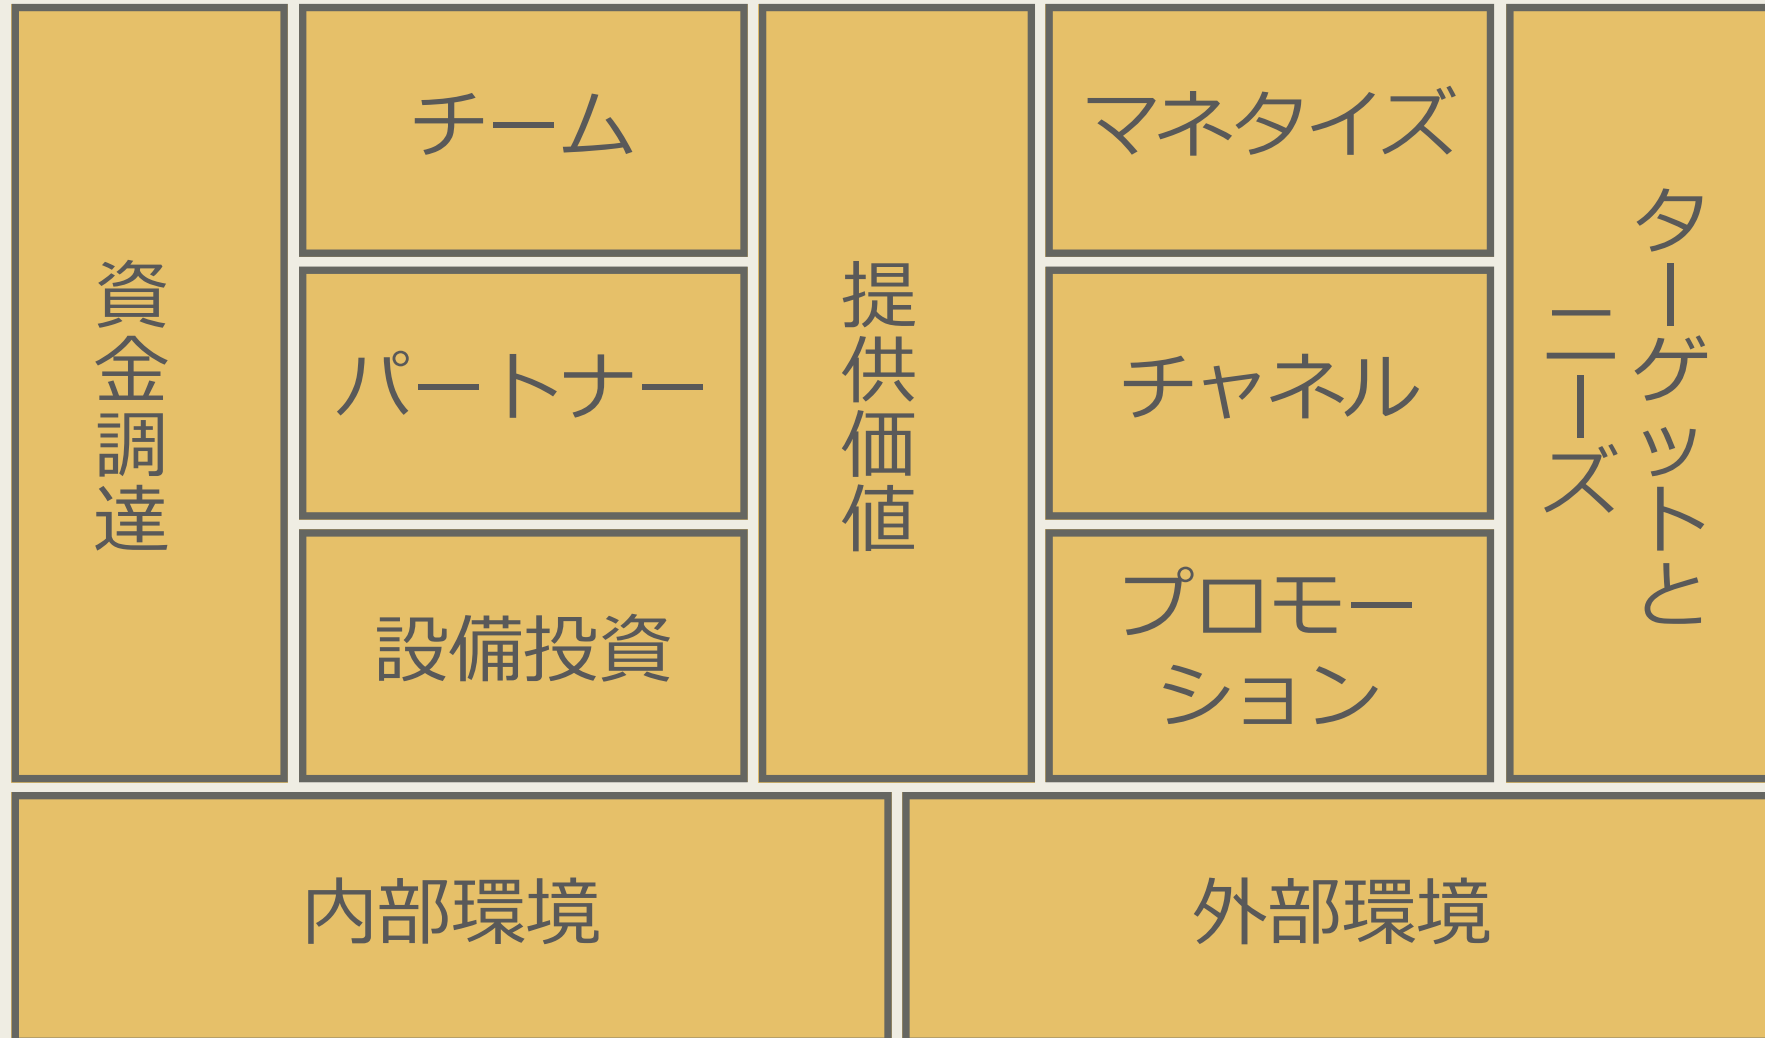 資金調達
チーム
パートナー
設備投資
提供価値
マネタイズ
チャネル
プロモー
ション
ターゲットと
ニーズ
内部環境
外部環境